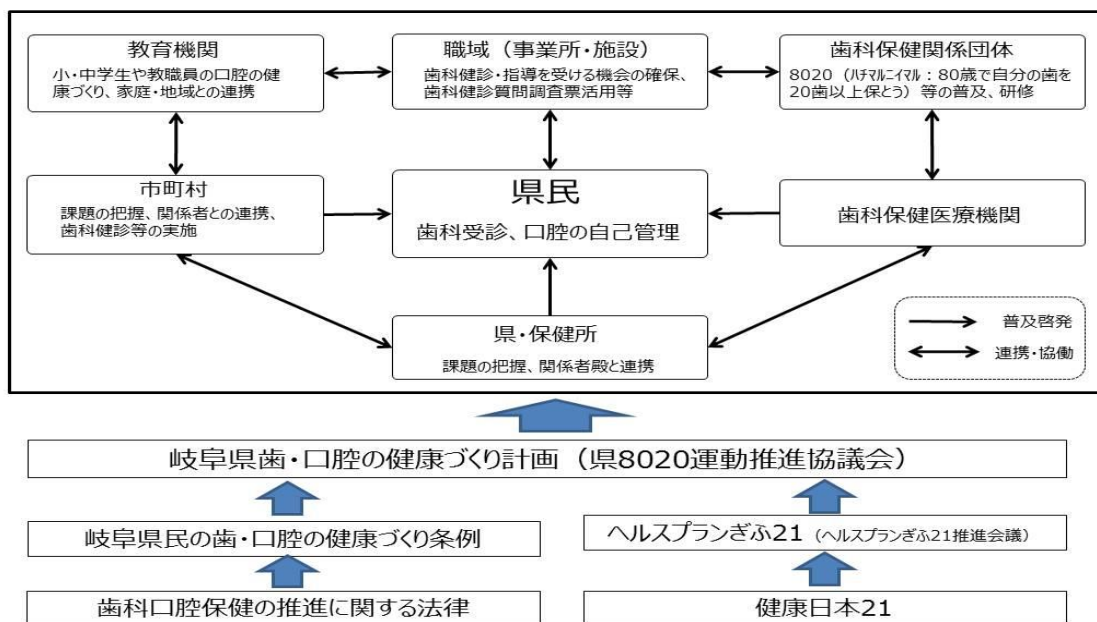 教育機関
小・中学生や教職員の口腔の健
康づくり、家庭・地域との連携
職域（事業所・施設）
歯科健診・指導を受ける機会の確保、
歯科健診質問調査票活用等
歯科保健関係団体
8020（ﾊﾁﾏﾙﾆｲﾏﾙ：80歳で自分の歯を
20歯以上保とう）等の普及、研修
市町村
課題の把握、関係者との連携、
歯科健診等の実施
県民
歯科受診、口腔の自己管理
歯科保健医療機関
県・保健所
課題の把握、関係者殿と連携
普及啓発
連携・協働
岐阜県歯・口腔の健康づくり計画（県8020運動推進協議会）
岐阜県民の歯・口腔の健康づくり条例
ヘルスプランぎふ21（ヘルスプランぎふ21推進会議）
歯科口腔保健の推進に関する法律
健康日本21